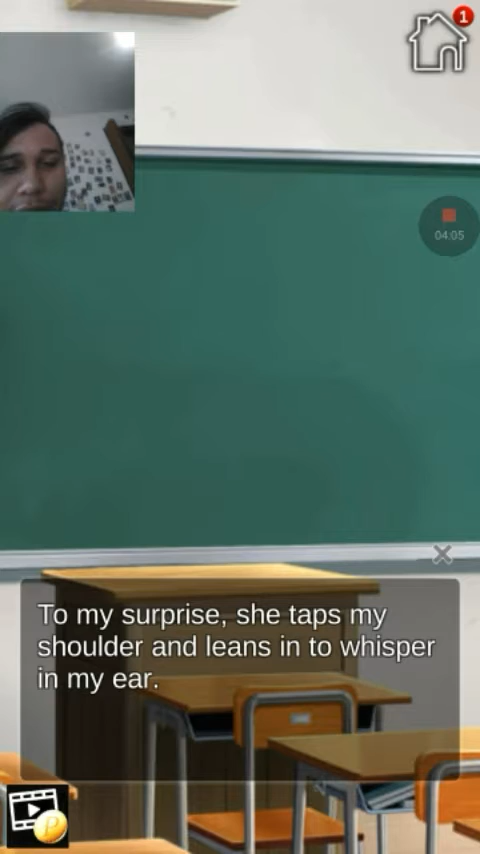 1
04:05
To my surprise, she taps my
shoulder and leans in to whisper
in my ear.
P